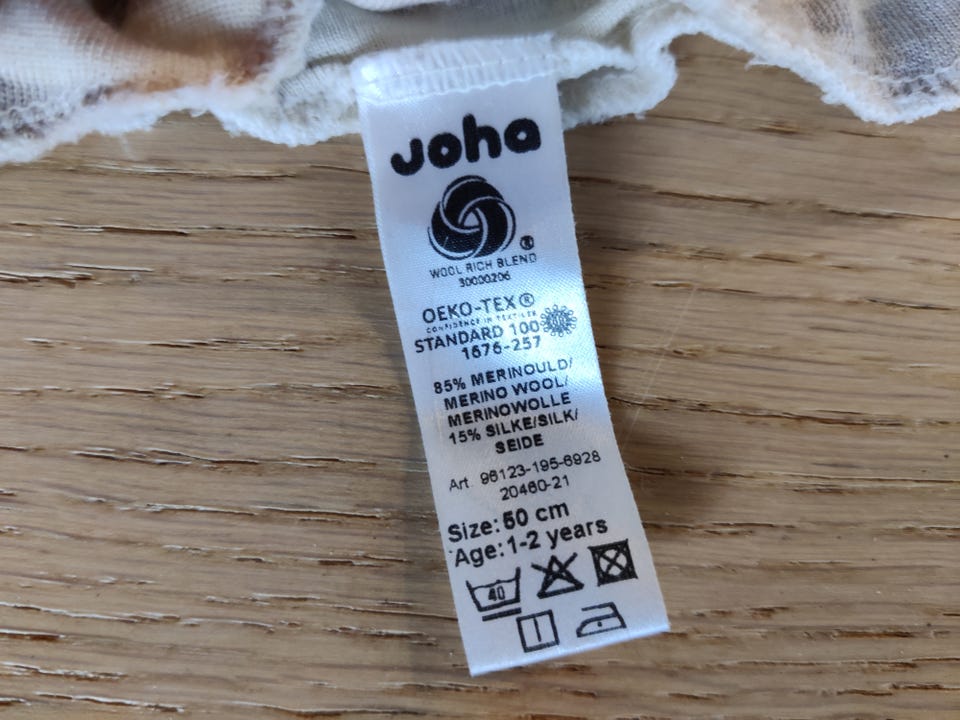 Joha
WOOL RICH BLEND
30000206
OEKO-TEX®
CONFIDENCE IN TEXTILES
STANDARD 100
1676-257
85% MERINOULD/
MERINO WOOL/
MERINOWOLLE
15% SILKE/SILK/
SEIDE
Art 96123-195-6928
20460-21
Size: 50 cm
Age: 1-2 years
40